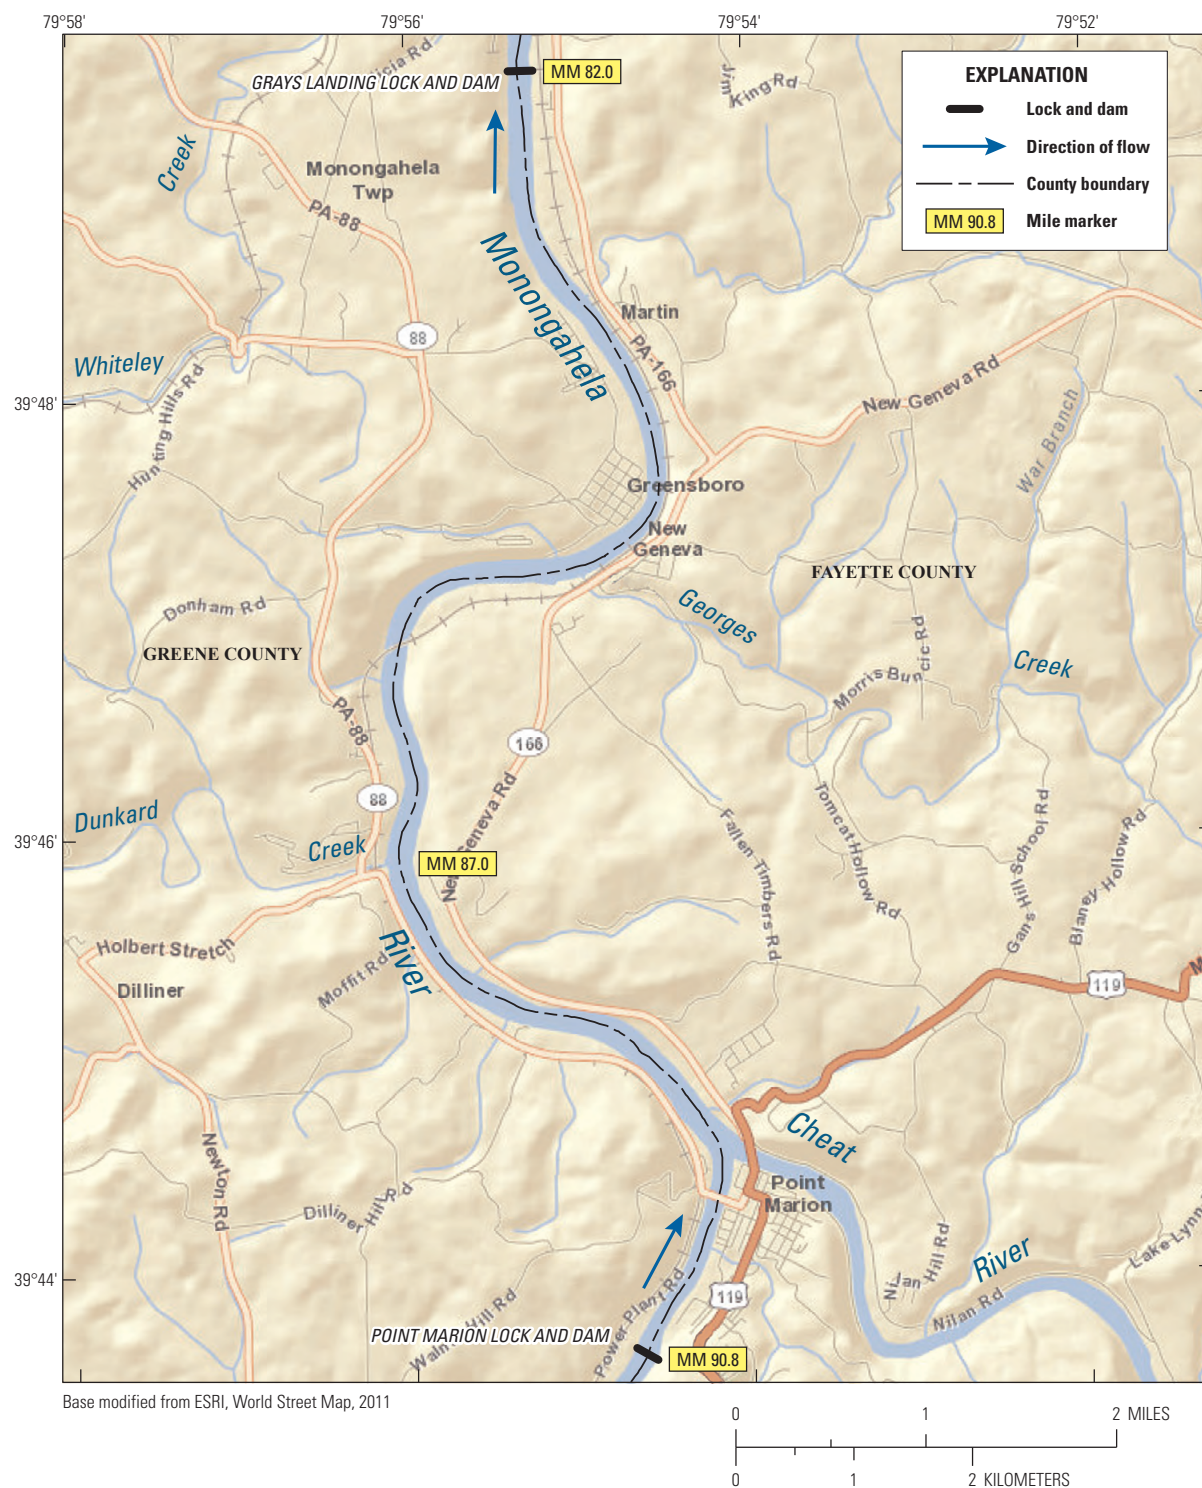 79°58'
79°56'
79°54'
79°52'
GRAYS LANDING LOCK AND DAM
MM 82.0
icia Rd
Jim
King Rd
EXPLANATION
Lock and dam
Direction of flow
County boundary
MM 90.8
Mile marker
Creek
Monongahela
Twp
PA-88
Monongahela
Martin
88
PA-166
Whiteley
39°48'
Hunting Hills Rd
New Geneva Rd
War Branch
Greensboro
New
Geneva
FAYETTE COUNTY
Georges
Donham Rd
GREENE COUNTY
Creek
Morris Buncic Rd
PA-88
166
88
Dunkard
39°46'
Creek
MM 87.0
New Geneva Rd
Fallen Timbers Rd
Tomcat Hollow Rd
Gans Hill School Rd
Blaney Hollow Rd
Holbert Stretch
River
Moffit Rd
Dilliner
119
M
Cheat
Newton Rd
Dilliner Hill Rd
Point
Marion
River
Nilan Hill Rd
Lake Lynn
39°44'
Power Plant Rd
119
Nilan Rd
Waln Hill Rd
POINT MARION LOCK AND DAM
MM 90.8
Base modified from ESRI, World Street Map, 2011
0 1 2 MILES
0 1 2 KILOMETERS